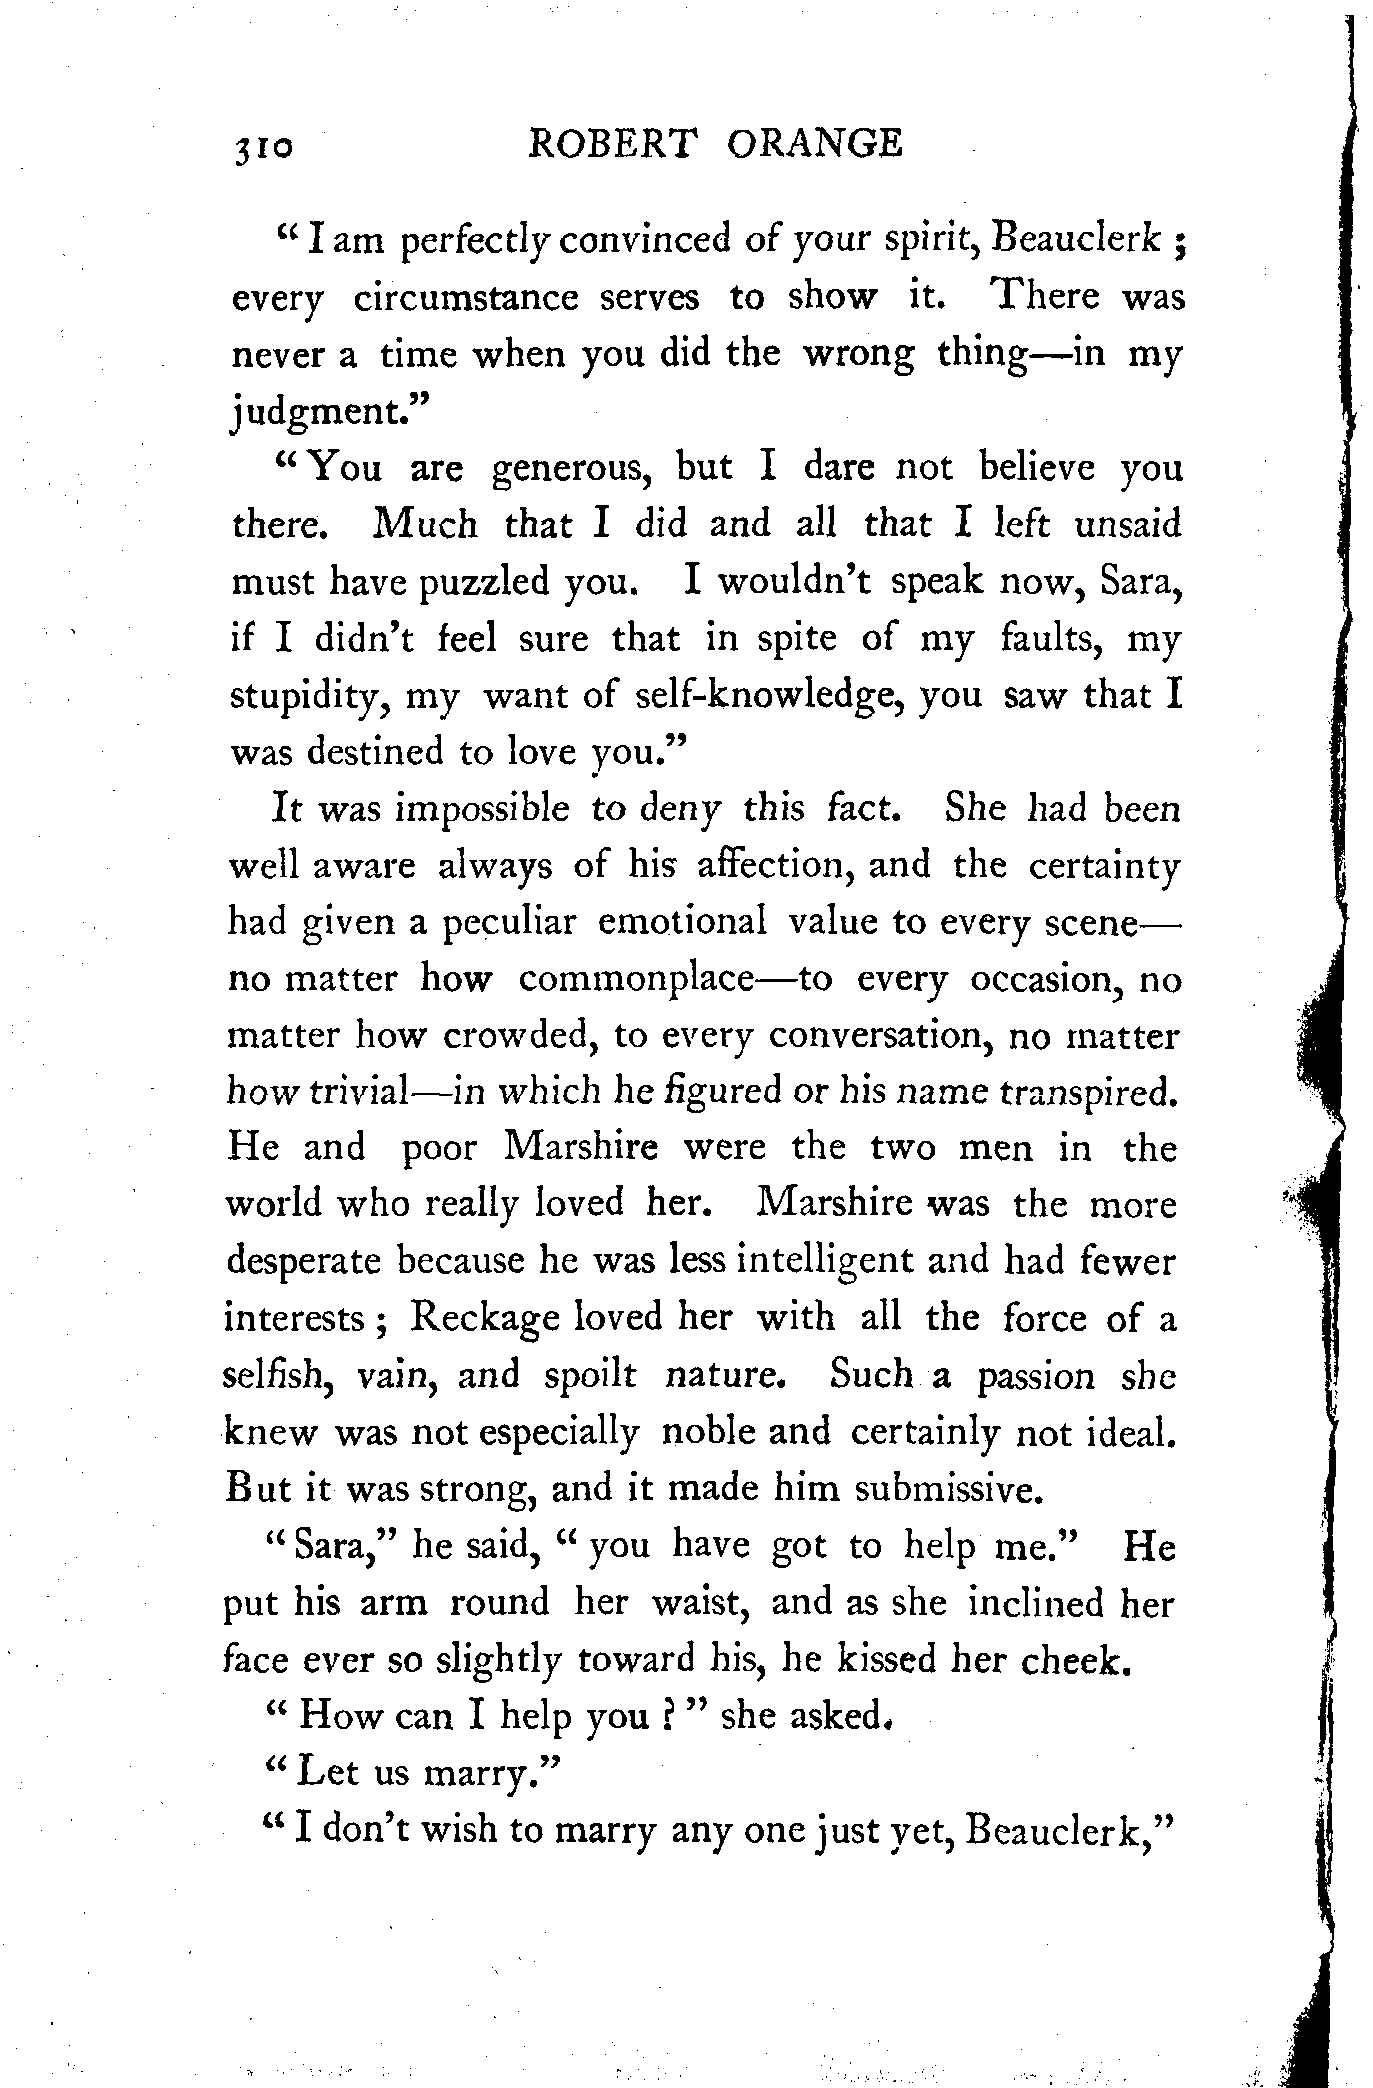 310 ROBERT ORANGE
“ I am perfectly convinced of your spirit, Beauclerk ;
every circumstance serves to show it. There was
never a time when you did the wrong thing—in my
judgment.”
“ You are generous, but I dare not believe you
there. Much that I did and all that I left unsaid
must have puzzled you. I wouldn’t speak now, Sara,
if I didn’t feel sure that in spite of my faults, my
stupidity, my want of self-knowledge, you saw that I
was destined to love you.”
It was impossible to deny this fact. She had been
well aware always of his affection, and the certainty
had given a peculiar emotional value to every scene—
no matter how commonplace—to every occasion, no
matter how crowded, to every conversation, no matter
how trivial—in which he figured or his name transpired.
He and poor Marshire were the two men in the
world who really loved her. Marshire was the more
desperate because he was less intelligent and had fewer
interests ; Reckage loved her with all the force of a
selfish, vain, and spoilt nature. Such a passion she
knew was not especially noble and certainly not ideal.
But it was strong, and it made him submissive.
“ Sara,” he said, “ you have got to help me.” He
put his arm round her waist, and as she inclined her
face ever so slightly toward his, he kissed her cheek.
“ How can I help you ? ” she asked.
“ Let us marry.”
“ I don’t wish to marry any one just yet, Beauclerk,”